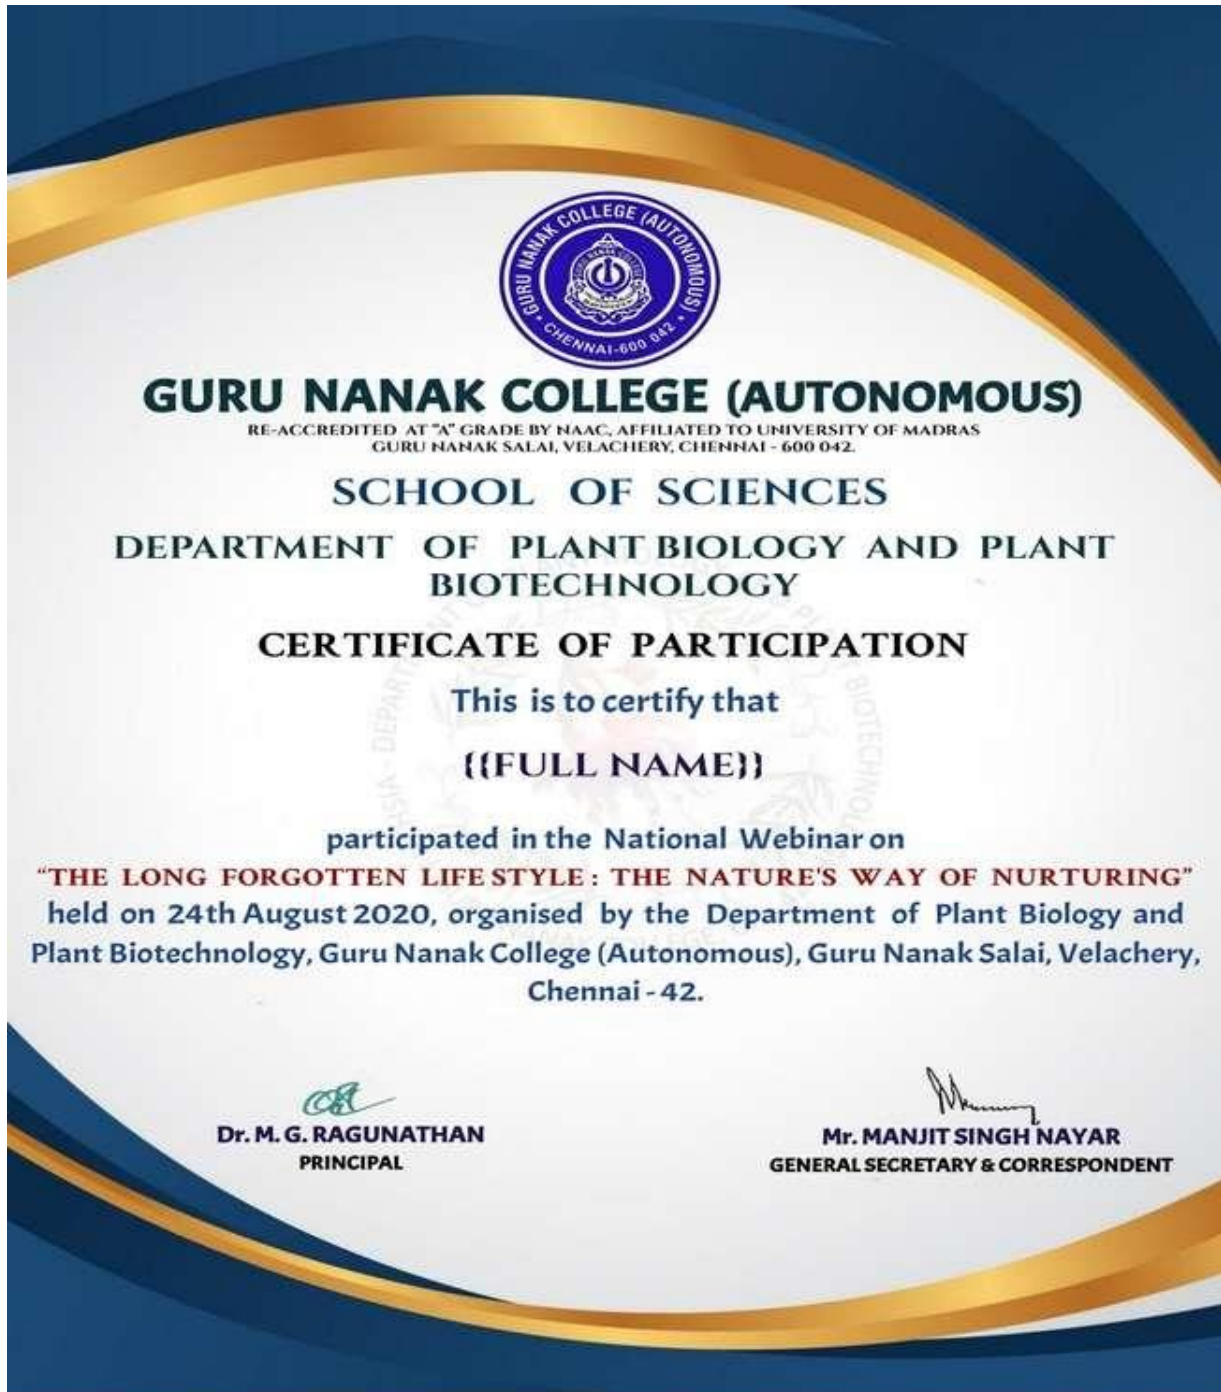 GURU NANAK COLLEGE (AUTONOMOUS)
• CHENNAI-600 042 •
GURU NANAK COLLEGE (AUTONOMOUS)
RE-ACCREDITED AT "A" GRADE BY NAAC, AFFILIATED TO UNIVERSITY OF MADRAS
GURU NANAK SALAI, VELACHERY, CHENNAI - 600 042.
SCHOOL OF SCIENCES
DEPARTMENT OF PLANT BIOLOGY AND PLANT
BIOTECHNOLOGY
CERTIFICATE OF PARTICIPATION
This is to certify that
{{FULL NAME}}
participated in the National Webinar on
“THE LONG FORGOTTEN LIFE STYLE : THE NATURE'S WAY OF NURTURING”
held on 24th August 2020, organised by the Department of Plant Biology and
Plant Biotechnology, Guru Nanak College (Autonomous), Guru Nanak Salai, Velachery,
Chennai - 42.
Dr. M. G. RAGUNATHAN
PRINCIPAL
Mr. MANJIT SINGH NAYAR
GENERAL SECRETARY & CORRESPONDENT